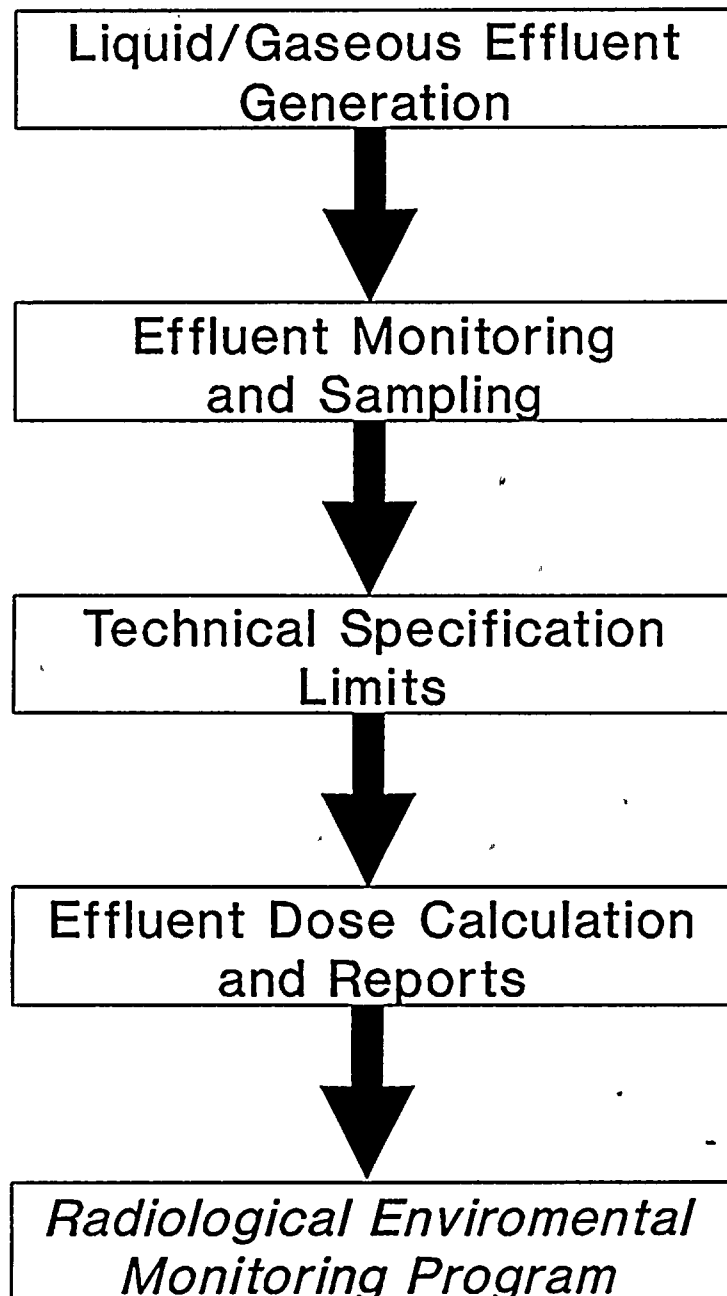 Liquid/Gaseous Effluent
Generation
Effluent Monitoring
and Sampling
Technical Specification
Limits
Effluent Dose Calculation
and Reports
Radiological Enviromental
Monitoring Program